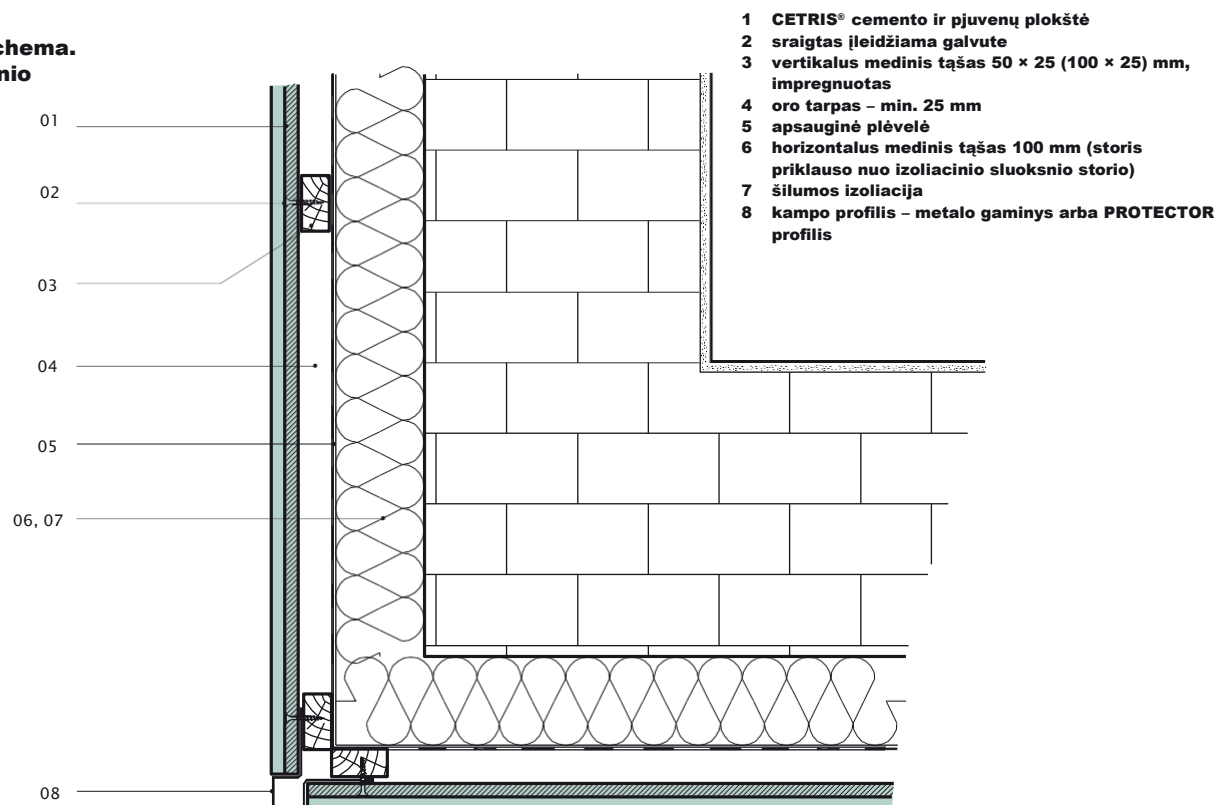 chema.
nio
1 CETRIS® cemento ir pjuvenų plokštė
2 sraigtas įleidžiama galvute
3 vertikalus medinis tąšas 50 × 25 (100 × 25) mm,
impregnuotas
4 oro tarpas – min. 25 mm
5 apsauginė plėvelė
6 horizontalus medinis tąšas 100 mm (storis
priklauso nuo izoliacinio sluoksnio storio)
7 šilumos izoliacija
8 kampo profilis – metalo gaminys arba PROTECTOR
profilis
01
02
03
04
05
06, 07
08